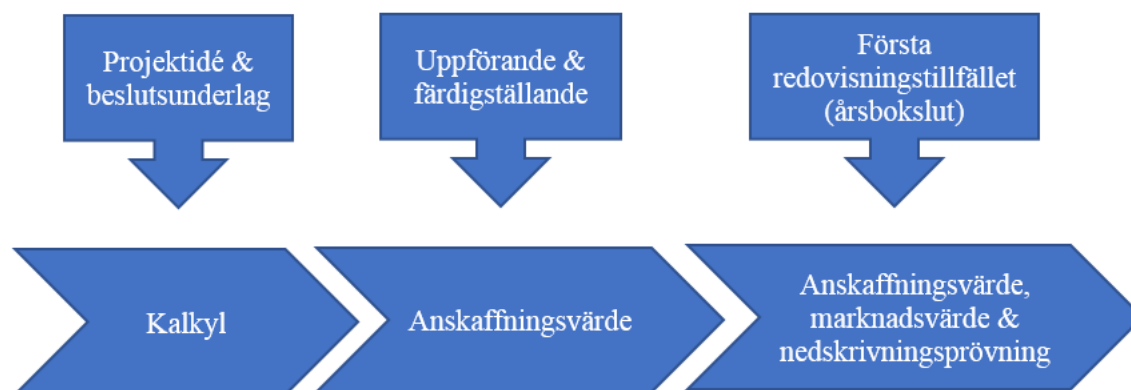 Projektidé &
beslutsunderlag
Uppförande &
färdigställande
Första
redovisningstillfället
(årsbokslut)
Kalkyl
Anskaffningsvärde
Anskaffningsvärde,
marknadsvärde &
nedskrivningsprövning